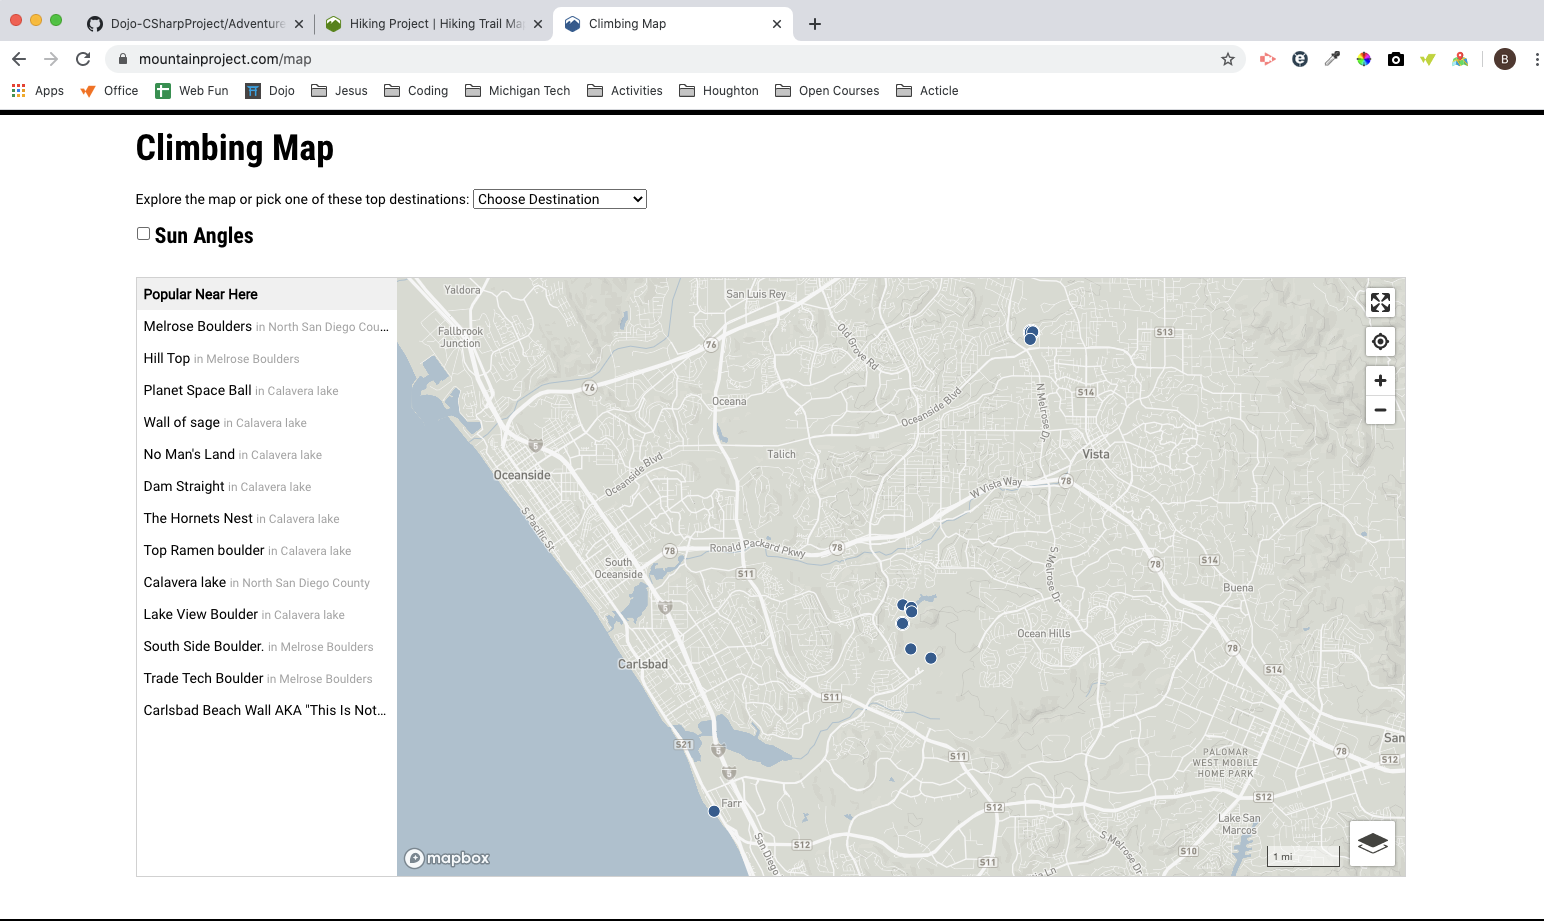 Dojo-CSharpProject/Adventure
Hiking Project | Hiking Trail Ma
Climbing Map
mountainproject.com/map
B
Apps
Office
Web Fun
Dojo
Jesus
Coding
Michigan Tech
Activities
Houghton
Open Courses
Acticle
Climbing Map
Explore the map or pick one of these top destinations: Choose Destination
Sun Angles
Popular Near Here
Melrose Boulders in North San Diego Cou...
Hill Top in Melrose Boulders
Planet Space Ball in Calavera lake
Wall of sage in Calavera lake
No Man's Land in Calavera lake
Dam Straight in Calavera lake
The Hornets Nest in Calavera lake
Top Ramen boulder in Calavera lake
Calavera lake in North San Diego County
Lake View Boulder in Calavera lake
South Side Boulder. in Melrose Boulders
Trade Tech Boulder in Melrose Boulders
Carlsbad Beach Wall AKA "This Is Not...
Yaldora
San Luis Rey
Fallbrook
Junction
76
Old Grove Rd
S13
76
Oceana
Oceanside Blvd
N Melrose Dr
S14
5
Talich
Vista
Oceanside
Oceanside Blvd
W Vista Way
78
S Pacific St
78
Ronald Packard Pkwy
78
South
Oceanside
S11
S Melrose Dr
78
S14
Buena
5
Ocean Hills
78
Carlsbad
S14
S11
S21
5
S11
PALOMAR
WEST MOBILE
HOME PARK
78
San
S12
5
Farr
S12
S12
Lake San
Marcos
San Diego
S12
S Melrose Dr
S10
S11
mapbox
1 mi